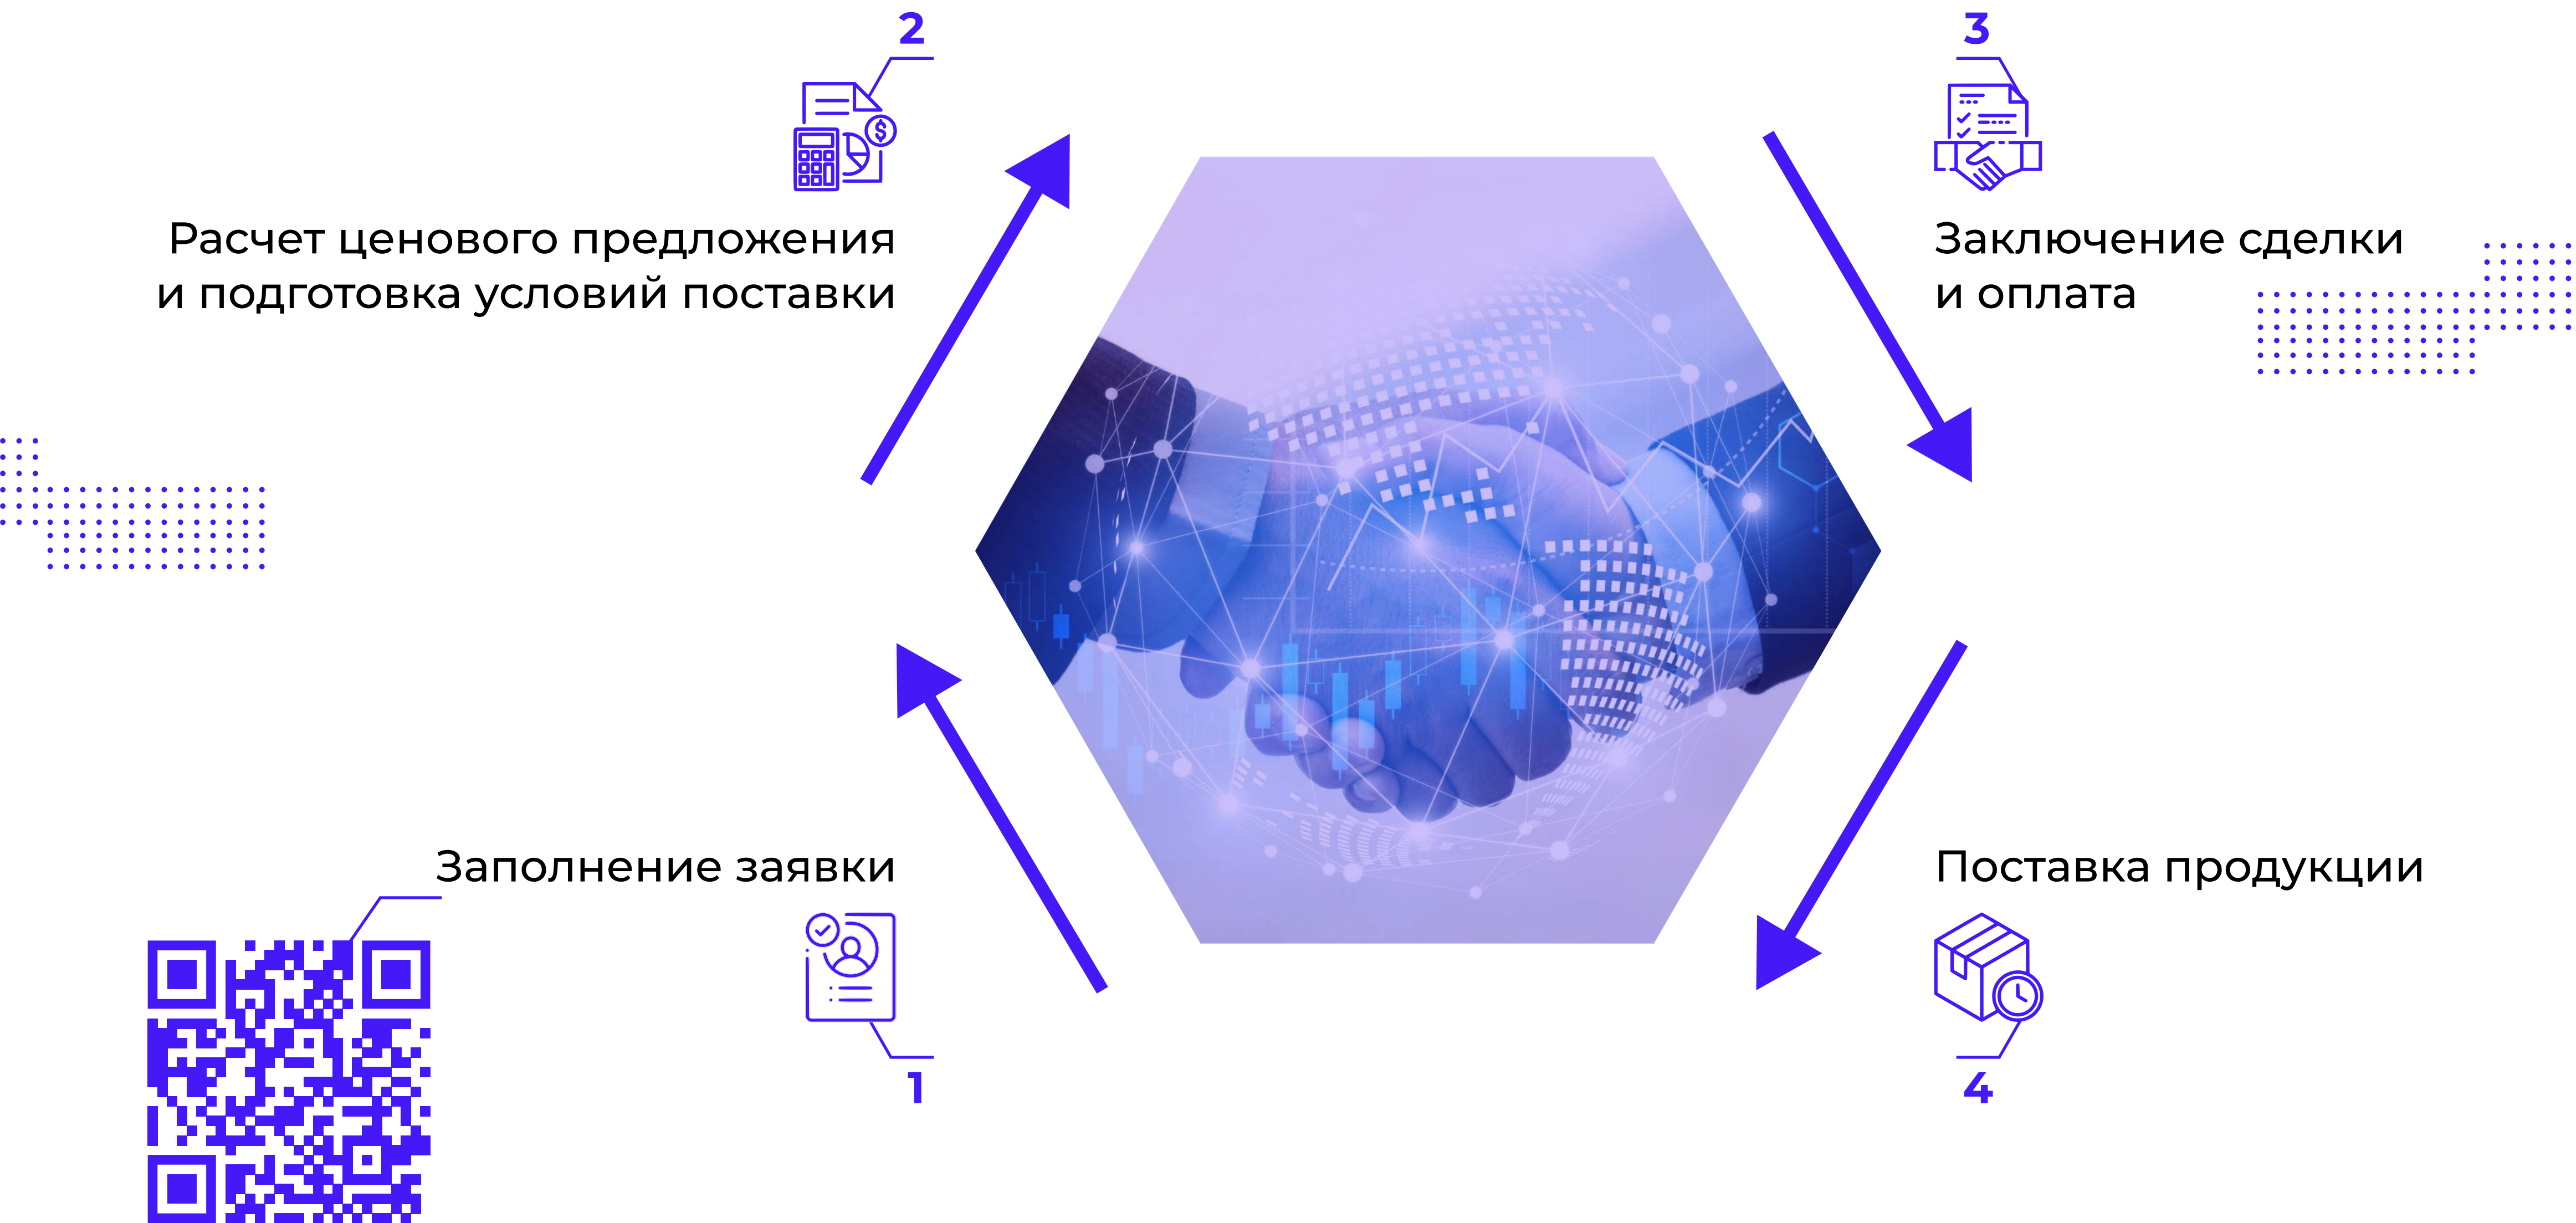 2
Расчет ценового предложения
и подготовка условий поставки
3
Заключение сделки
и оплата
Заполнение заявки
1
Поставка продукции
4